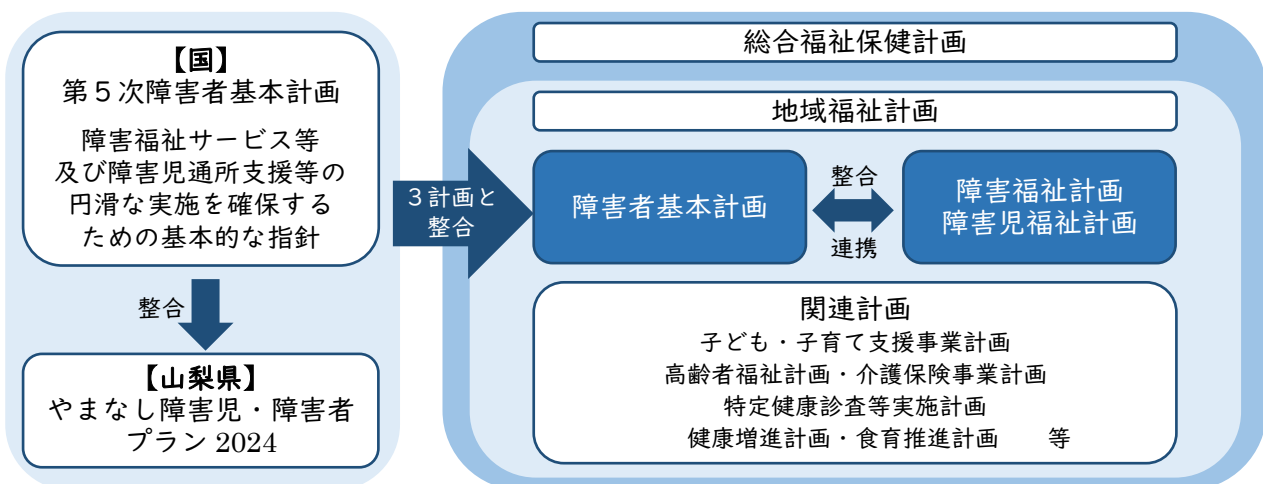 【国】
第５次障害者基本計画
障害福祉サービス等
及び障害児通所支援等の
円滑な実施を確保する
ための基本的な指針
整合
【山梨県】
やまなし障害児・障害者
プラン 2024
３計画と
整合
総合福祉保健計画
地域福祉計画
障害者基本計画
整合
連携
障害福祉計画
障害児福祉計画
関連計画
子ども・子育て支援事業計画
高齢者福祉計画・介護保険事業計画
特定健康診査等実施計画
健康増進計画・食育推進計画　　等